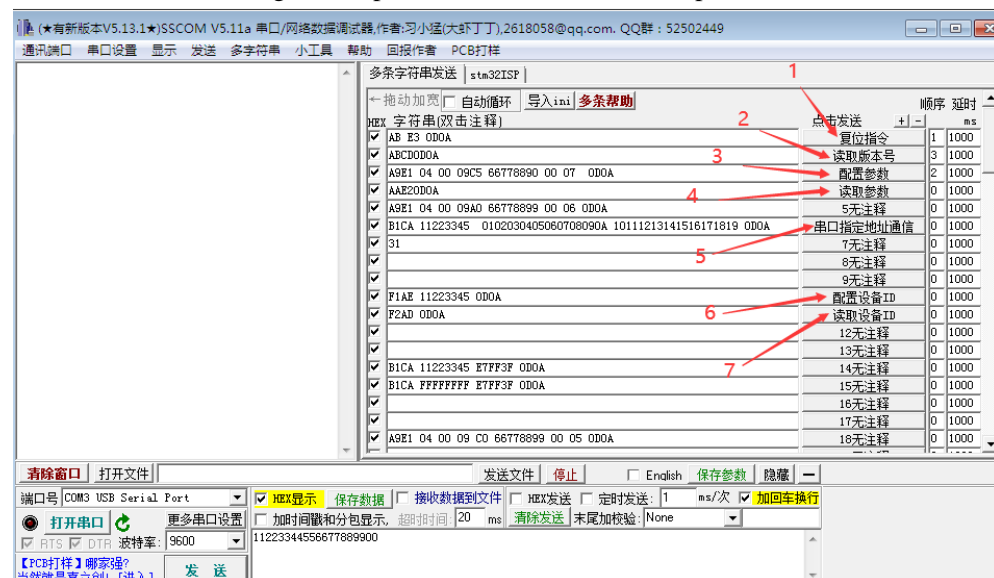 (★有新版本V5.13.1★)SSCOM V5.11a 串口/网络数据调试器,作者:习小猛(大虾丁丁),2618058@qq.com. QQ群：52502449
通讯端口 串口设置 显示 发送 多字符串 小工具 帮助 回报作者 PCB打样
多条字符串发送 stm32ISP
←拖动加宽 自动循环 导入ini 多条帮助 顺序 延时
HEX 字符串(双击注释) 点击发送 + - ms
AB E3 0D0A 复位指令 1 1000
ABCD0D0A 读取版本号 3 1000
A9E1 04 00 09C5 66778890 00 07 0D0A 配置参数 2 1000
AAE20D0A 读取参数 0 1000
A9E1 04 00 09A0 66778899 00 06 0D0A 5无注释 0 1000
B1CA 11223345 0102030405060708090A 10111213141516171819 0D0A 串口指定地址通信 0 1000
31 7无注释 0 1000
8无注释 0 1000
9无注释 0 1000
F1AE 11223345 0D0A 配置设备ID 0 1000
F2AD 0D0A 读取设备ID 0 1000
12无注释 0 1000
13无注释 0 1000
B1CA 11223345 E7FF3F 0D0A 14无注释 0 1000
B1CA FFFFFFFF E7FF3F 0D0A 15无注释 0 1000
16无注释 0 1000
17无注释 0 1000
A9E1 04 00 09 C0 66778899 00 05 0D0A 18无注释 0 1000
1
2
3
4
5
6
7
清除窗口 打开文件 发送文件 停止 English 保存参数 隐藏 —
端口号 COM3 USB Serial Port HEX显示 保存数据 接收数据到文件 HEX发送 定时发送: 1 ms/次 加回车换行
打开串口 更多串口设置 加时间戳和分包显示, 超时时间: 20 ms 清除发送 末尾加校验: None
RTS DTR 波特率: 9600 11223344556677889900
【PCB打样】哪家强?
发 送